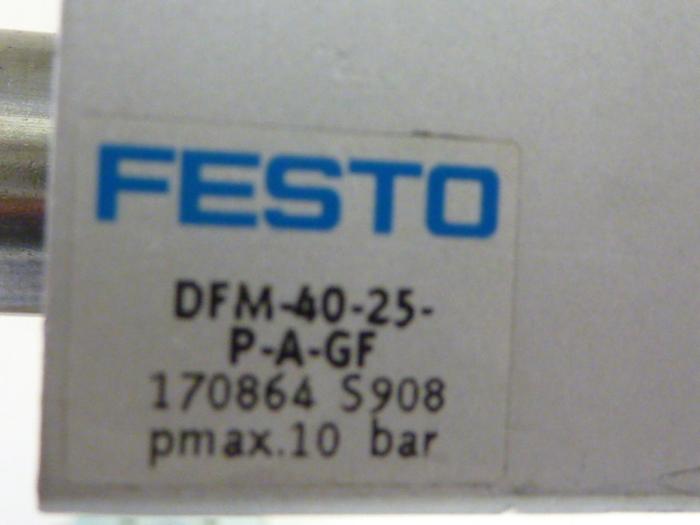 FESTO
DFM-40-25-
P-A-GF
170864 S908
pmax.10 bar